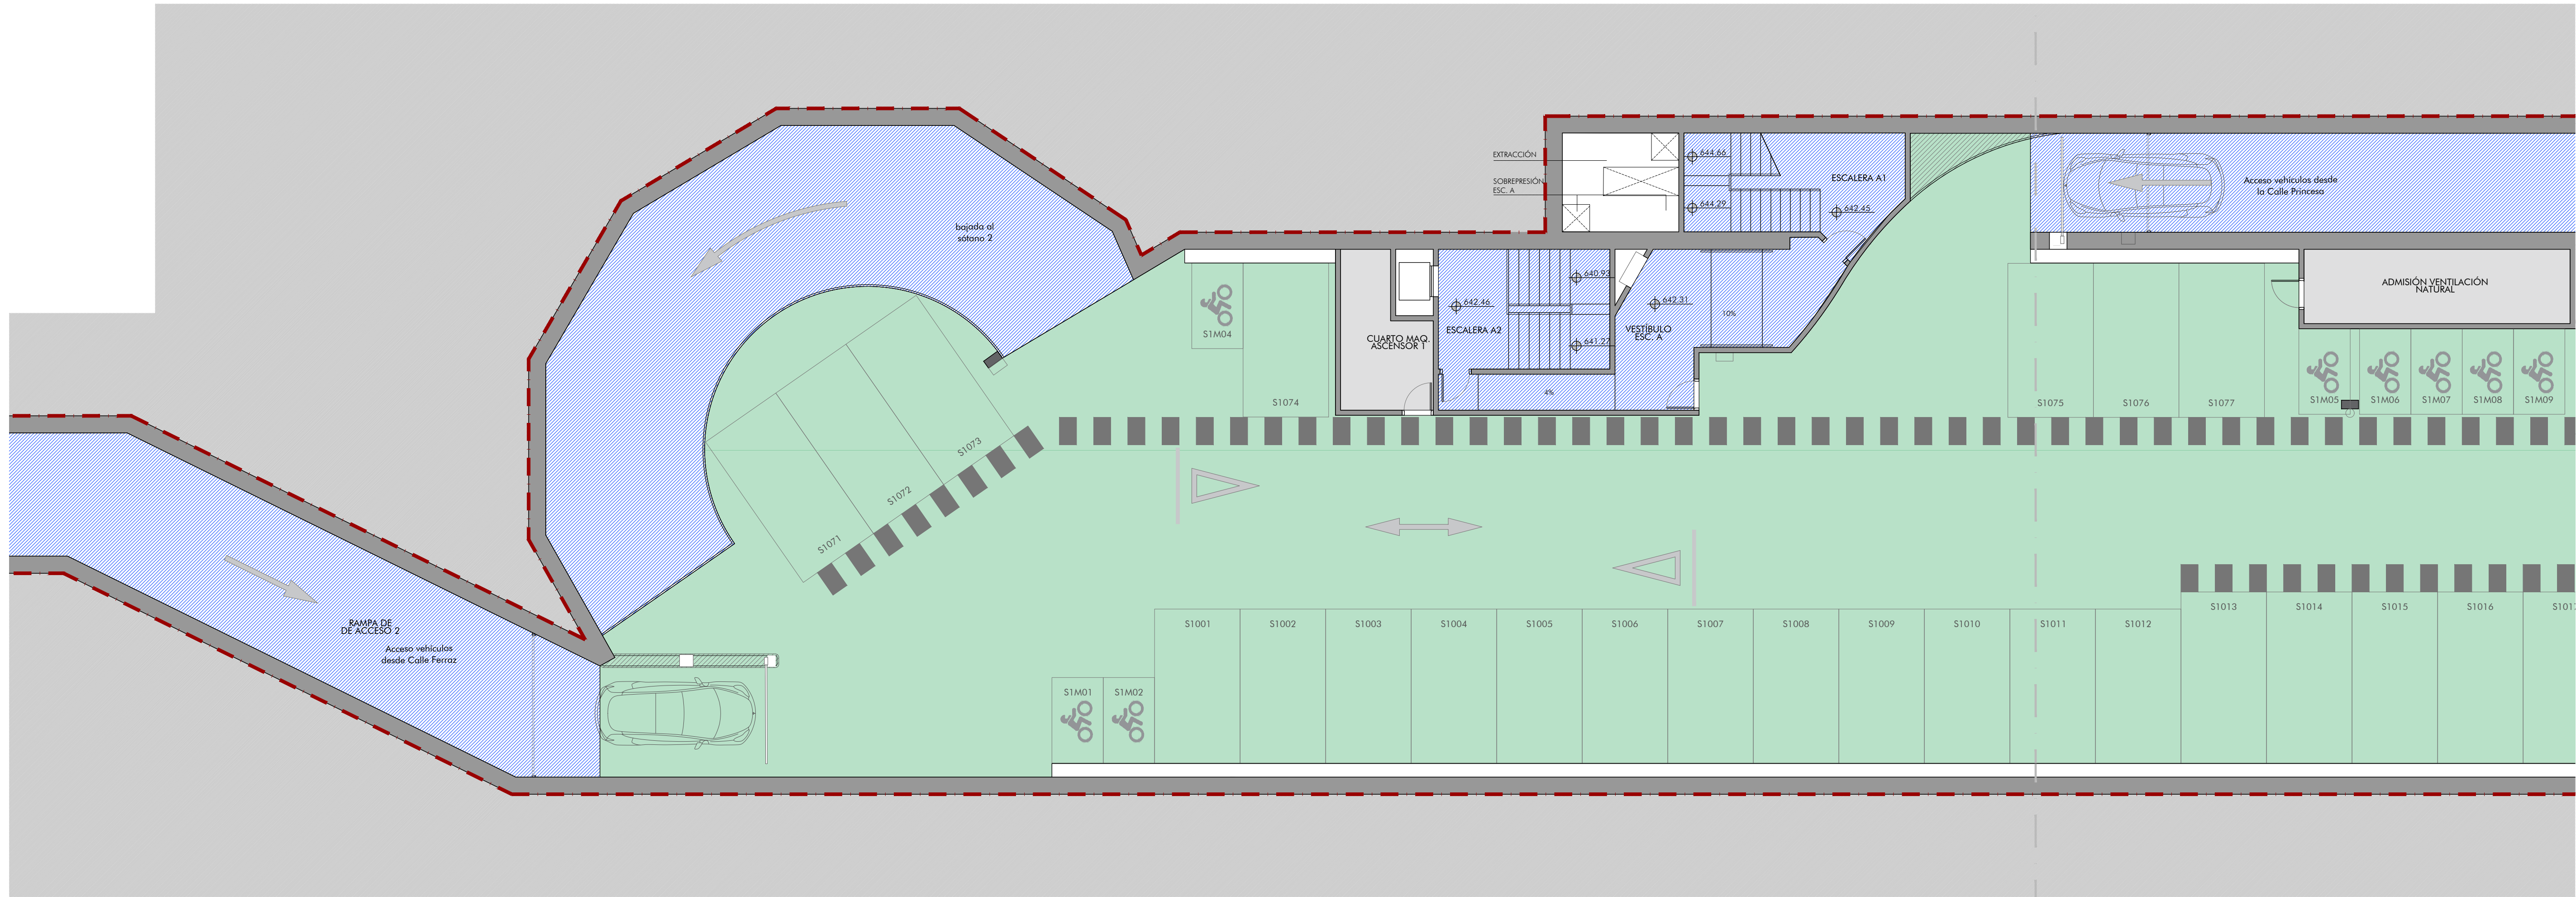 EXTRACCIÓN
SOBREPRESIÓN
ESC. A
644.66
644.29
ESCALERA A1
642.45
Acceso vehículos desde
la Calle Princesa
bajada al
sótano 2
640.93
642.46
642.31
641.27
ESCALERA A2
VESTÍBULO
ESC. A
10%
4%
CUARTO MAQ.
ASCENSOR 1
ADMISIÓN VENTILACIÓN
NATURAL
S1M04
S1074
S1075
S1076
S1077
S1M05
S1M06
S1M07
S1M08
S1M09
S1073
S1072
S1071
RAMPA DE
DE ACCESO 2
Acceso vehículos
desde Calle Ferraz
S1M01
S1M02
S1001
S1002
S1003
S1004
S1005
S1006
S1007
S1008
S1009
S1010
S1011
S1012
S1013
S1014
S1015
S1016